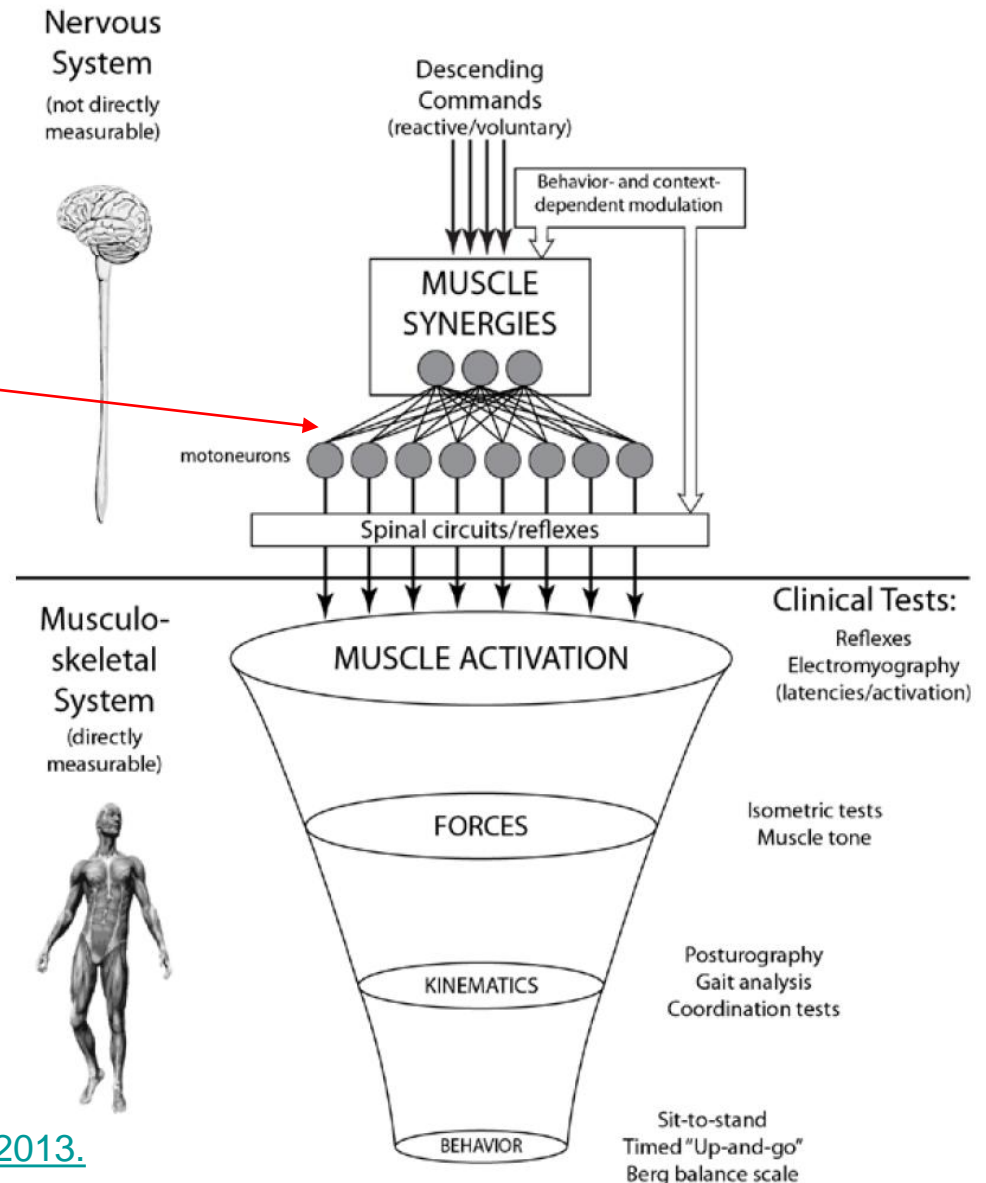 Nervous
System
(not directly
measurable)
Descending
Commands
(reactive/voluntary)
Behavior- and context-
dependent modulation
MUSCLE
SYNERGIES
motoneurons
Spinal circuits/reflexes
Musculo-
skeletal
System
(directly
measurable)
Clinical Tests:
MUSCLE ACTIVATION
Reflexes
Electromyography
(latencies/activation)
FORCES
Isometric tests
Muscle tone
KINEMATICS
Posturography
Gait analysis
Coordination tests
BEHAVIOR
Sit-to-stand
Timed "Up-and-go"
Berg balance scale
2013.